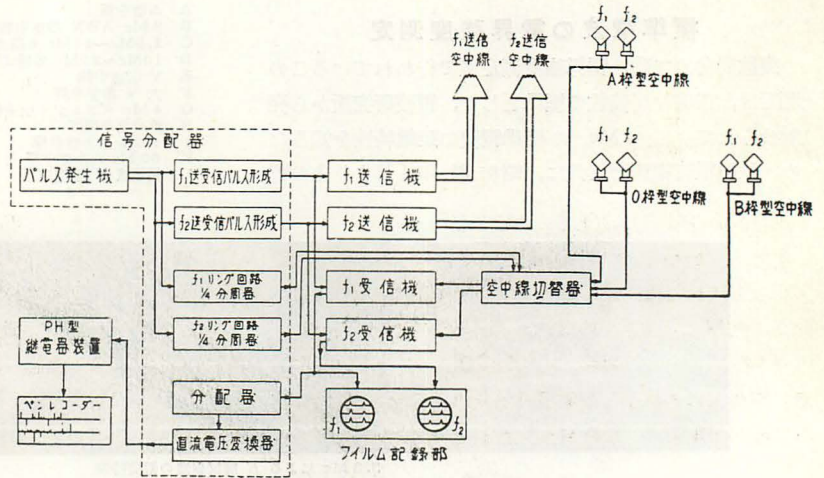 f₁送信
空中線
f₂送信
空中線
f₁ f₂
A枠型空中線
信号分配器
パルス発生機
f₁送受信パルス形成
f₁送信機
f₁ f₂
O枠型空中線
f₁ f₂
B枠型空中線
f₂送受信パルス形成
f₂送信機
f₁リング回路
¼分周器
f₁受信機
空中線切替器
PH型
継電器装置
f₂リング回路
¼分周器
f₂受信機
ペンレコーダー
分配器
f₁
f₂
直流電圧変換器
フイルム記録部